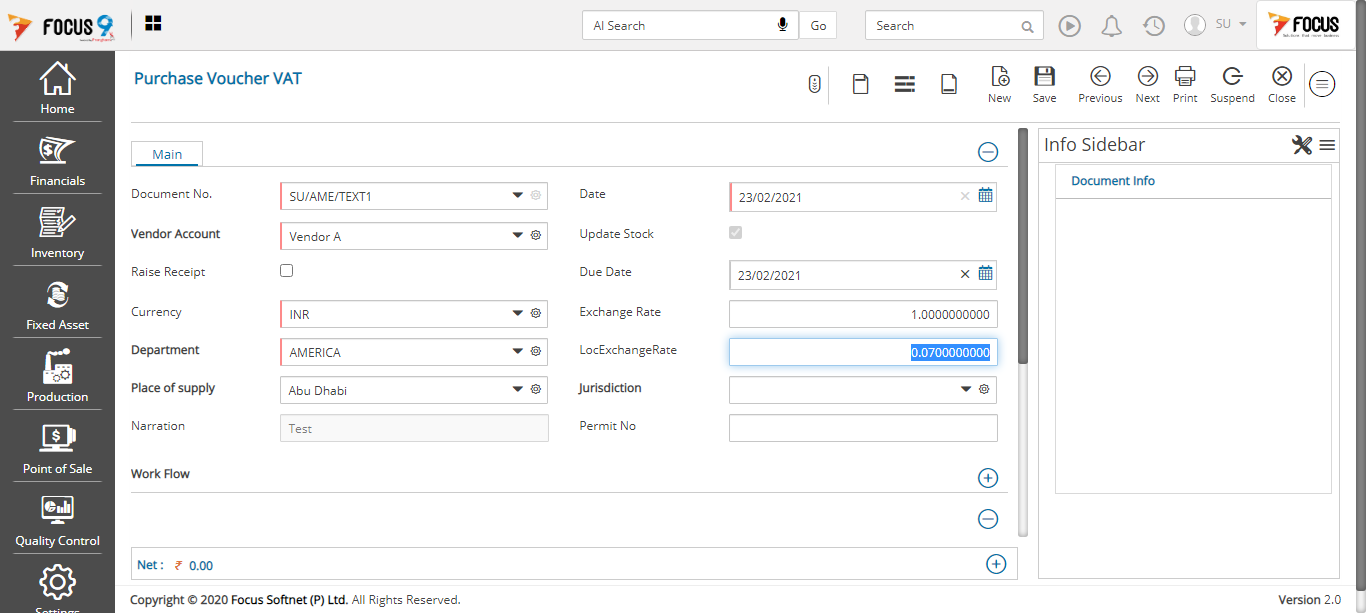 FOCUS 9
AI Search
Go
Search
SU
FOCUS
Home
Financials
Inventory
Fixed Asset
Production
Point of Sale
Quality Control
Settings
Purchase Voucher VAT
New
Save
Previous
Next
Print
Suspend
Close
Main
Document No. SU/AME/TEXT1 Date 23/02/2021
Vendor Account Vendor A Update Stock
Raise Receipt Due Date 23/02/2021
Currency INR Exchange Rate 1.0000000000
Department AMERICA LocExchangeRate 0.0700000000
Place of supply Abu Dhabi Jurisdiction
Narration Test Permit No
Work Flow
Net : ₹ 0.00
Info Sidebar
Document Info
Copyright © 2020 Focus Softnet (P) Ltd. All Rights Reserved.
Version 2.0